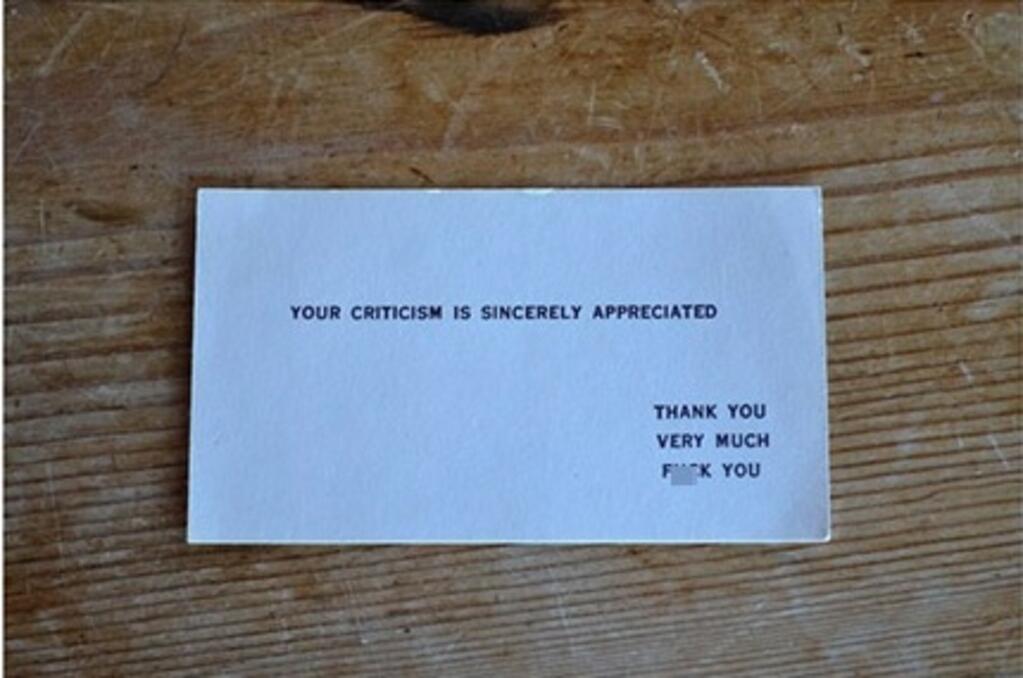 YOUR CRITICISM IS SINCERELY APPRECIATED
THANK YOU
VERY MUCH
YOU